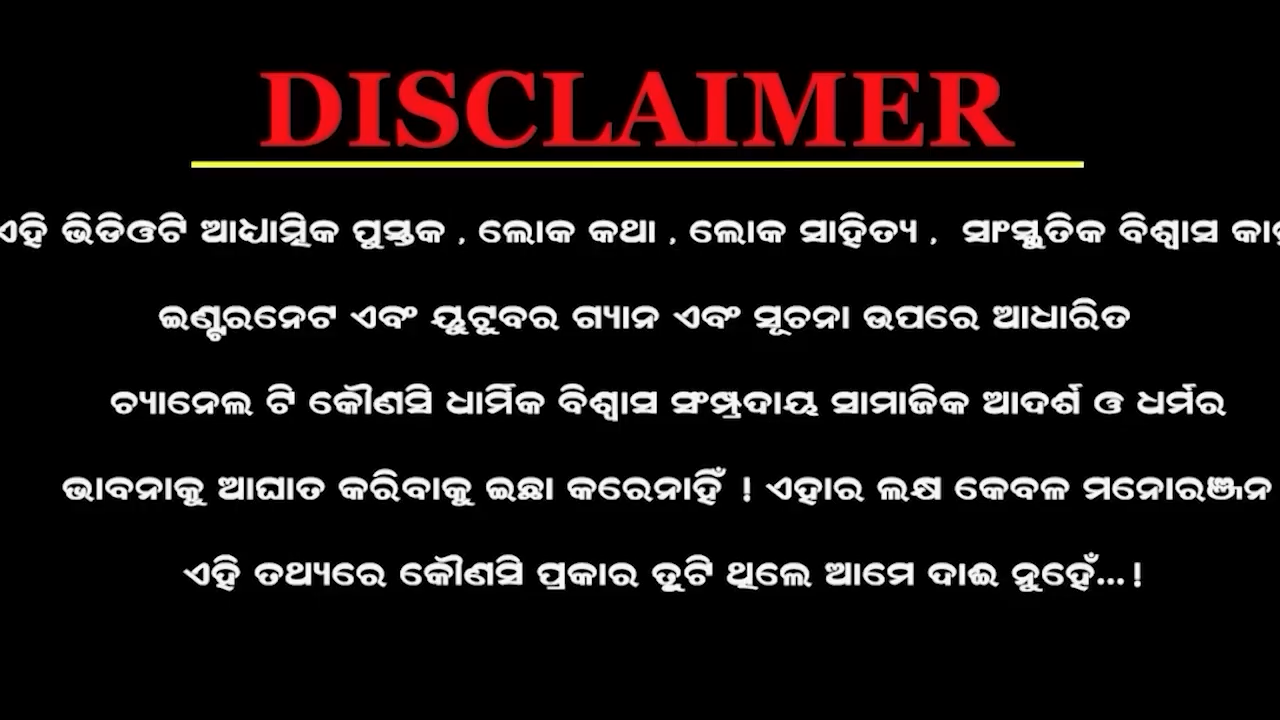 DISCLAIMER
ଏହି ଭିଡିଓଟି ଆଧ୍ୟାତ୍ମିକ ପୁସ୍ତକ , ଲୋକ କଥା , ଲୋକ ସାହିତ୍ୟ , ସାଂସ୍କୃତିକ ବିଶ୍ୱାସ
ଇଣ୍ଟରନେଟ ଏବଂ ୟୁଟୁବର ଗ୍ୟାନ ଏବଂ ସୂଚନା ଉପରେ ଆଧାରିତ
ଚ୍ୟାନେଲ ଟି କୌଣସି ଧାର୍ମିକ ବିଶ୍ୱାସ ସଂମ୍ପ୍ରଦାୟ ସାମାଜିକ ଆଦର୍ଶ ଓ ଧର୍ମର
ଭାବନାକୁ ଆଘାତ କରିବାକୁ ଇଛା କରେନାହିଁ ! ଏହାର ଲକ୍ଷ କେବଳ ମନୋରଞ୍ଜନ
ଏହି ତଥ୍ୟରେ କୌଣସି ପ୍ରକାର ତ୍ରୁଟି ଥିଲେ ଆମେ ଦାଈ ନୁହେଁ...!